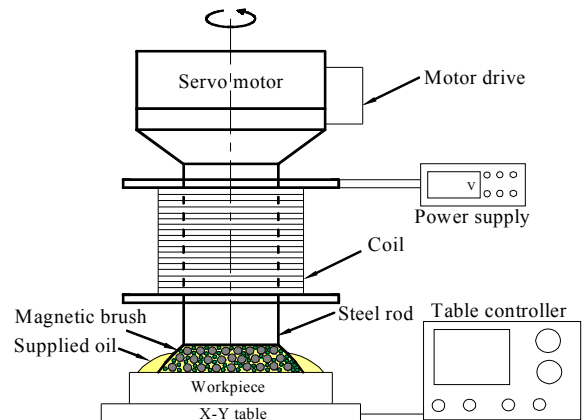 Servo motor
Motor drive
V
Power supply
Coil
Magnetic brush
Steel rod
Table controller
Supplied oil
Workpiece
X-Y table